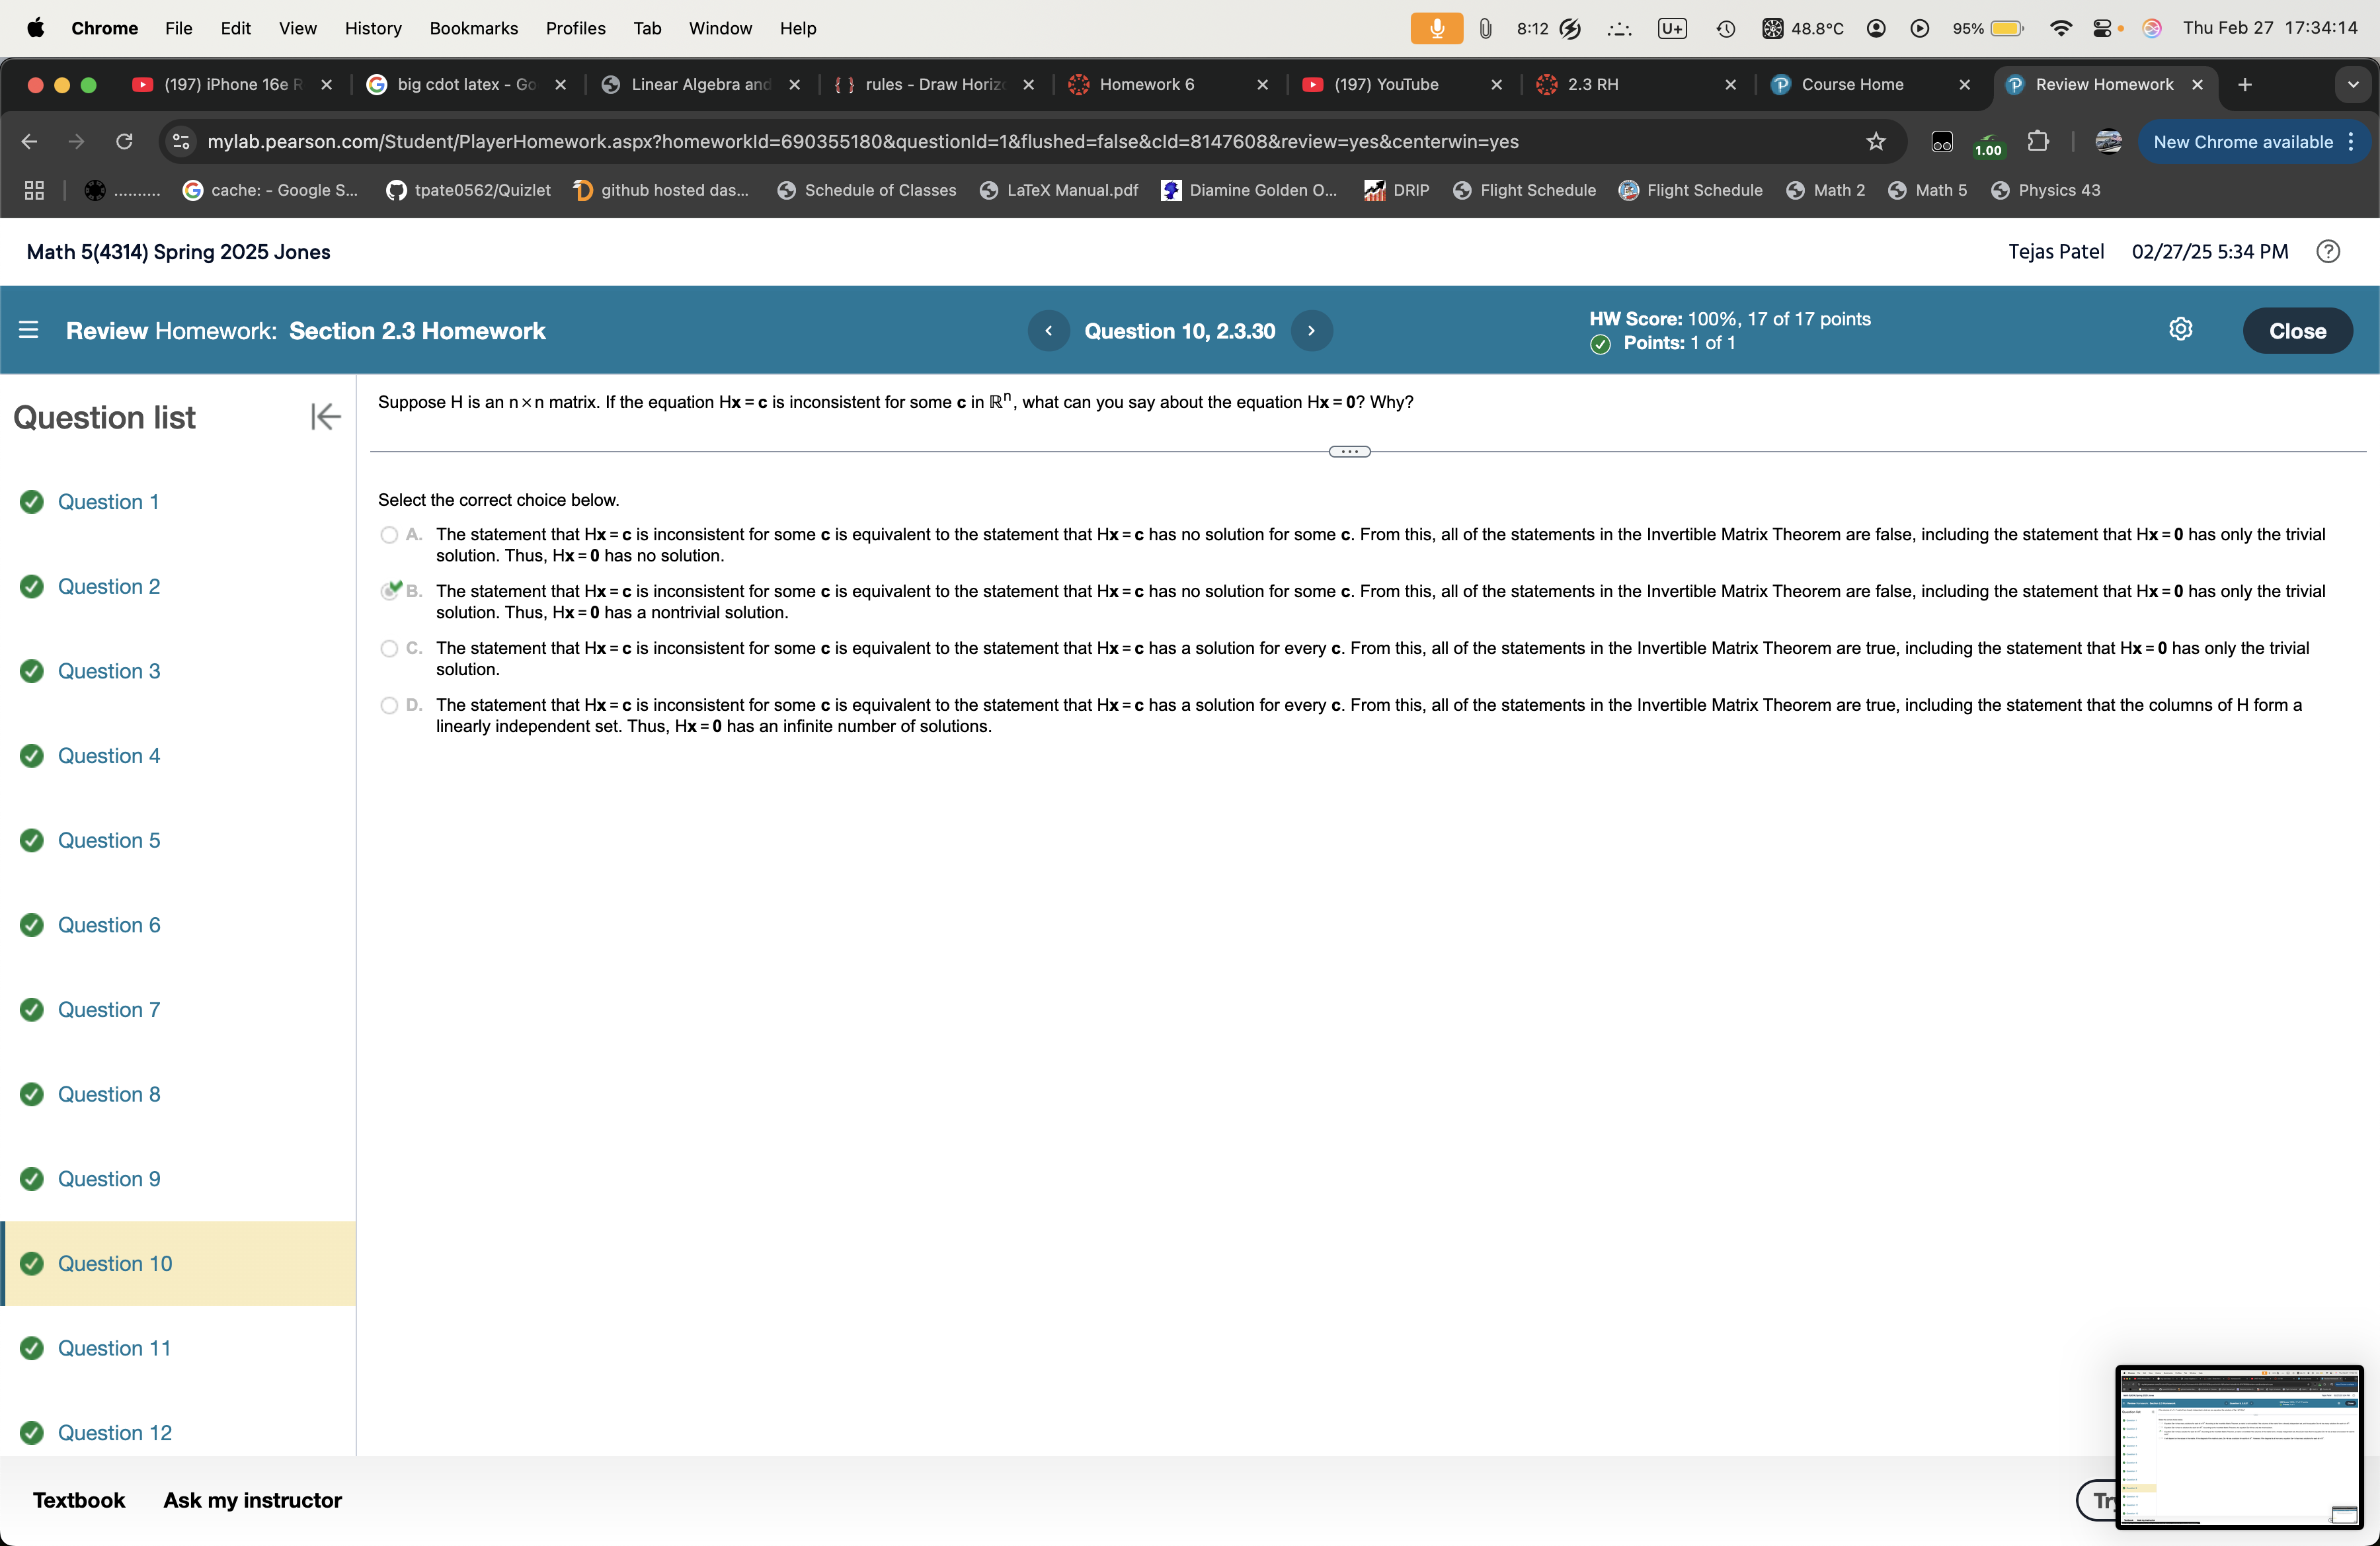 Chrome File Edit View History Bookmarks Profiles Tab Window Help 8:12 U+ 48.8°C 95% Thu Feb 27 17:34:14
(197) iPhone 16e R big cdot latex - Go Linear Algebra and rules - Draw Horizo Homework 6 (197) YouTube 2.3 RH Course Home Review Homework
mylab.pearson.com/Student/PlayerHomework.aspx?homeworkId=690355180&questionId=1&flushed=false&cId=8147608&review=yes&centerwin=yes 1.00 New Chrome available
.......... cache: - Google S... tpate0562/Quizlet github hosted das... Schedule of Classes LaTeX Manual.pdf Diamine Golden O... DRIP Flight Schedule Flight Schedule Math 2 Math 5 Physics 43
Math 5(4314) Spring 2025 Jones Tejas Patel 02/27/25 5:34 PM
Review Homework: Section 2.3 Homework Question 10, 2.3.30 HW Score: 100%, 17 of 17 points
Points: 1 of 1
Close
Question list
Question 1
Question 2
Question 3
Question 4
Question 5
Question 6
Question 7
Question 8
Question 9
Question 10
Question 11
Question 12
Suppose H is an n×n matrix. If the equation Hx = c is inconsistent for some c in ℝⁿ, what can you say about the equation Hx = 0? Why?
Select the correct choice below.
A. The statement that Hx = c is inconsistent for some c is equivalent to the statement that Hx = c has no solution for some c. From this, all of the statements in the Invertible Matrix Theorem are false, including the statement that Hx = 0 has only the trivial
solution. Thus, Hx = 0 has no solution.
B. The statement that Hx = c is inconsistent for some c is equivalent to the statement that Hx = c has no solution for some c. From this, all of the statements in the Invertible Matrix Theorem are false, including the statement that Hx = 0 has only the trivial
solution. Thus, Hx = 0 has a nontrivial solution.
C. The statement that Hx = c is inconsistent for some c is equivalent to the statement that Hx = c has a solution for every c. From this, all of the statements in the Invertible Matrix Theorem are true, including the statement that Hx = 0 has only the trivial
solution.
D. The statement that Hx = c is inconsistent for some c is equivalent to the statement that Hx = c has a solution for every c. From this, all of the statements in the Invertible Matrix Theorem are true, including the statement that the columns of H form a
linearly independent set. Thus, Hx = 0 has an infinite number of solutions.
Textbook Ask my instructor